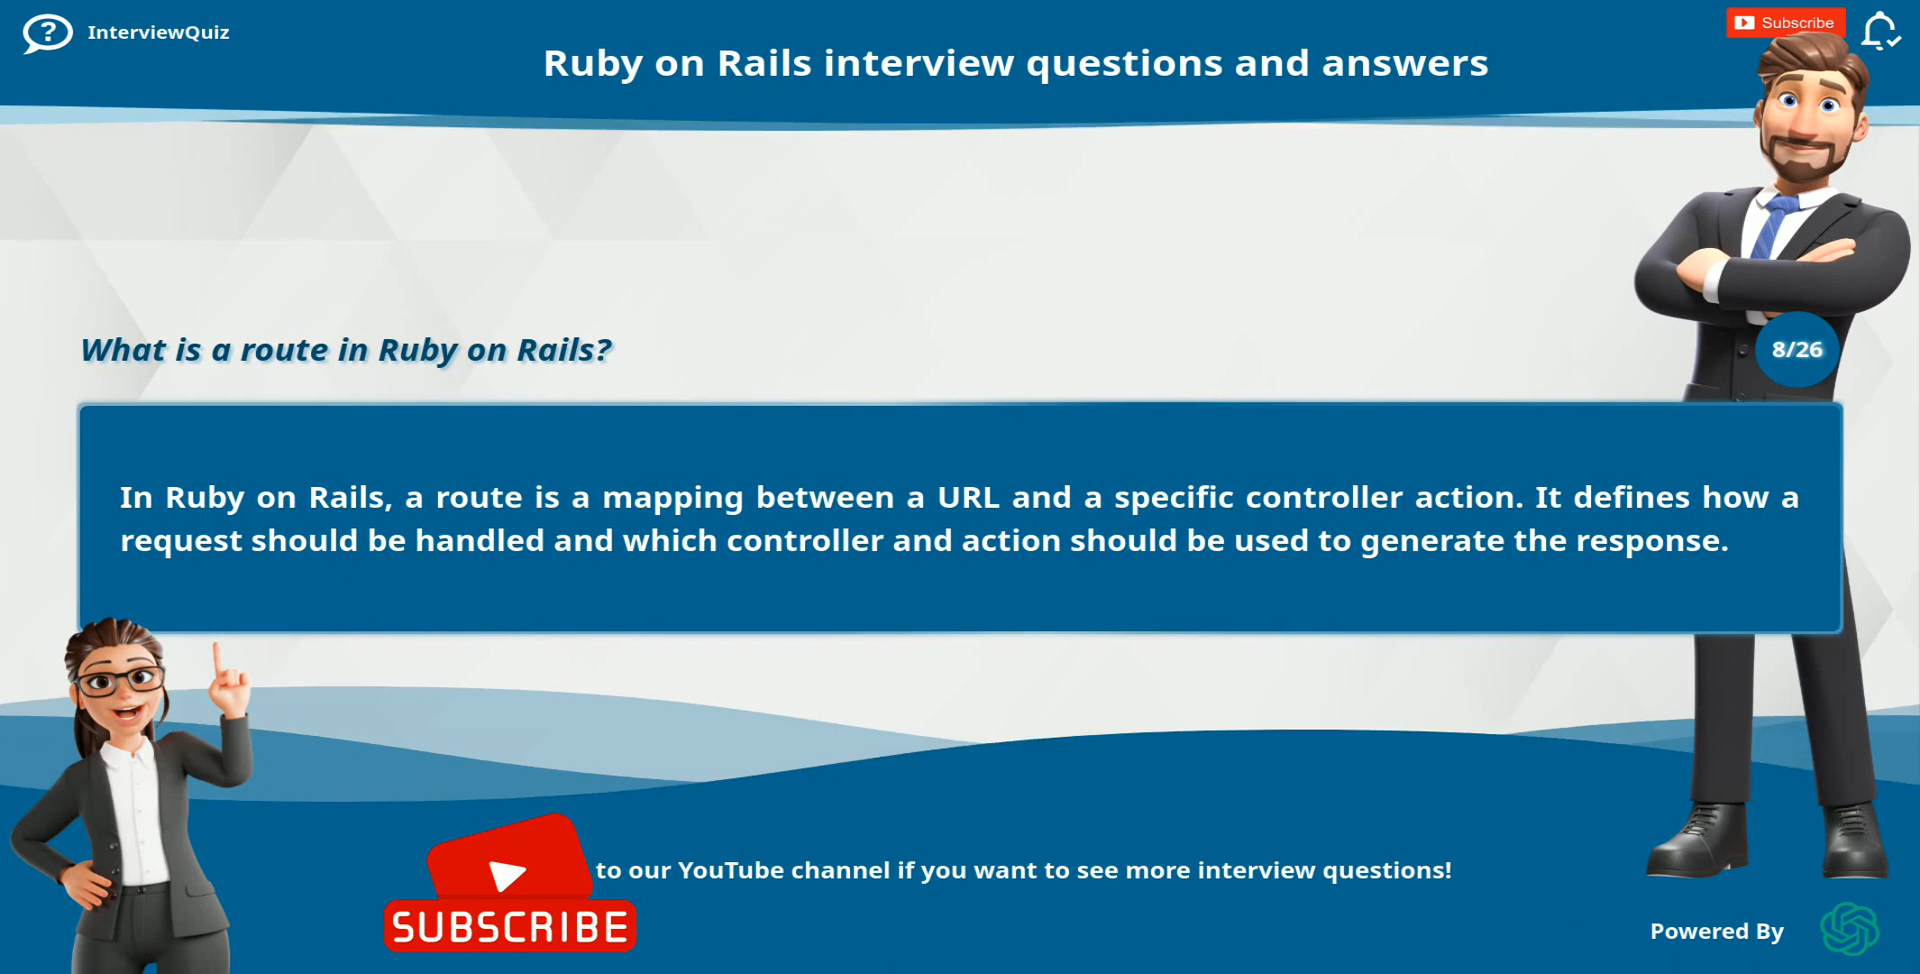 InterviewQuiz
Subscribe
Ruby on Rails interview questions and answers
What is a route in Ruby on Rails?
8/26
In Ruby on Rails, a route is a mapping between a URL and a specific controller action. It defines how a
request should be handled and which controller and action should be used to generate the response.
to our YouTube channel if you want to see more interview questions!
SUBSCRIBE
Powered By